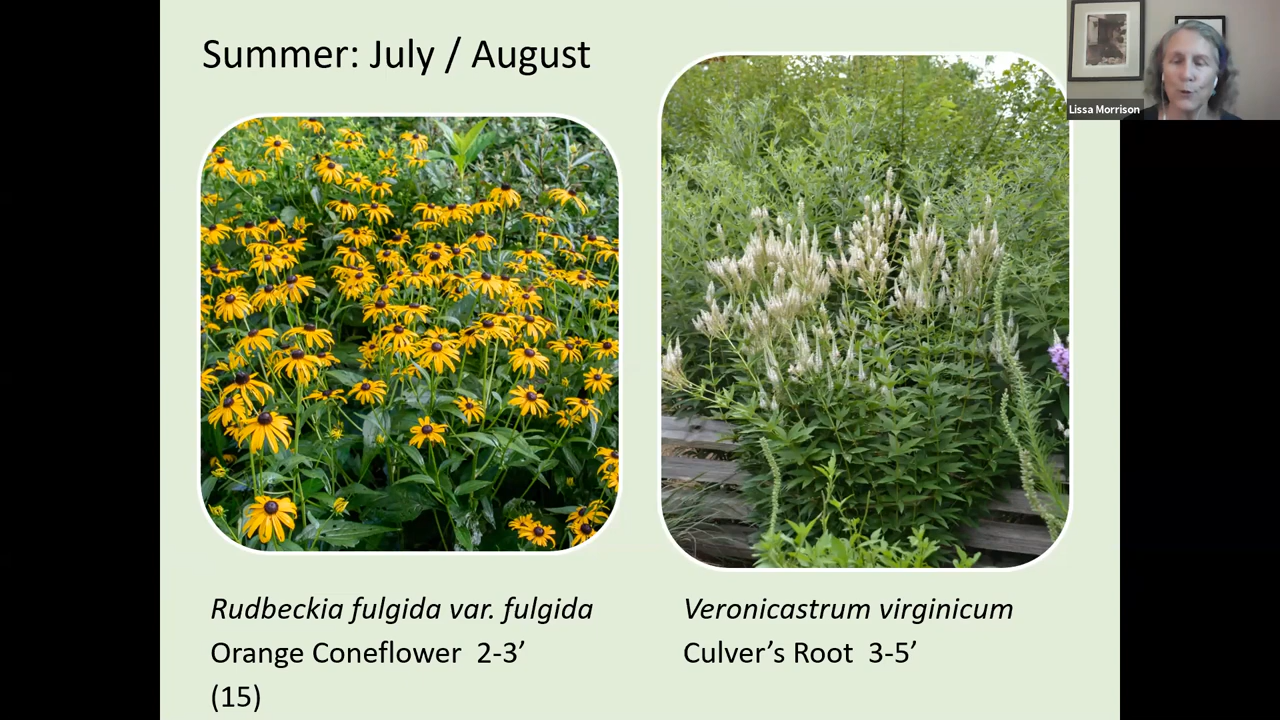 Summer: July / August
Lissa Morrison
Rudbeckia fulgida var. fulgida
Orange Coneflower 2-3’
(15)
Veronicastrum virginicum
Culver’s Root 3-5’